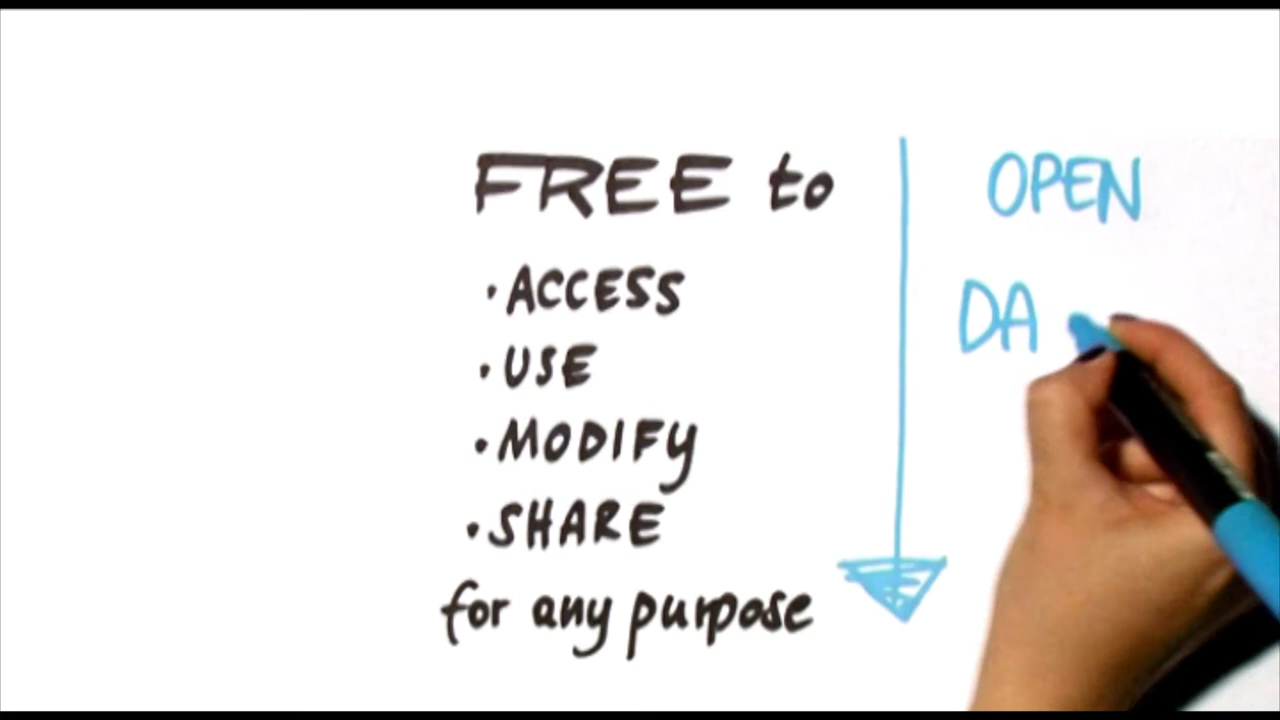 FREE to
• ACCESS
• USE
• MODIFY
• SHARE
for any purpose
OPEN
DA